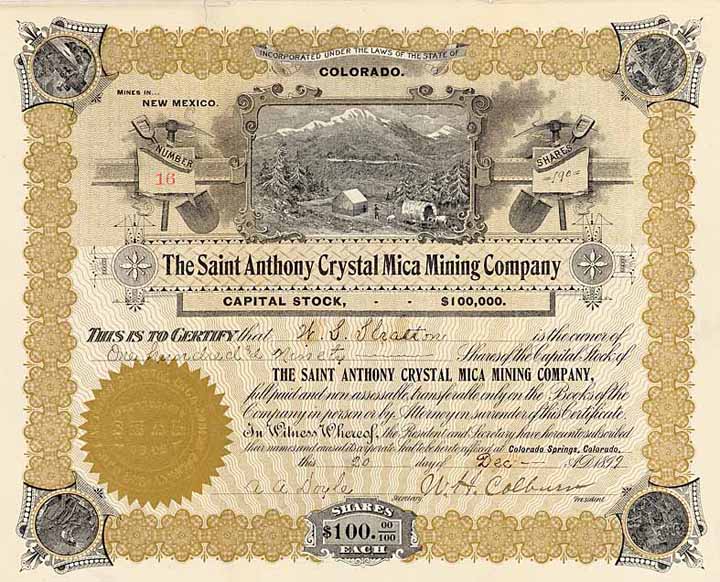 INCORPORATED UNDER THE LAWS OF THE STATE OF
COLORADO.
MINES IN...
NEW MEXICO.
NUMBER
16
SHARES
=190=
The Saint Anthony Crystal Mica Mining Company
CAPITAL STOCK, - - $100,000.
THIS IS TO CERTIFY that W. S. Stratton is the owner of
One hundred & Ninety Shares of the Capital Stock of
THE SAINT ANTHONY CRYSTAL MICA MINING COMPANY,
full paid and non assessable, transferable only on the Books of the
Company in person or by Attorney on surrender of this Certificate.
In Witness Whereof, the President and Secretary have hereunto subscribed
their names and caused its corporate seal to be hereto affixed at Colorado Springs, Colorado,
this 20 day of Dec AD 1897
A A Doyle Secretary W. H. Colburn President
SHARES
$100.00/100
EACH